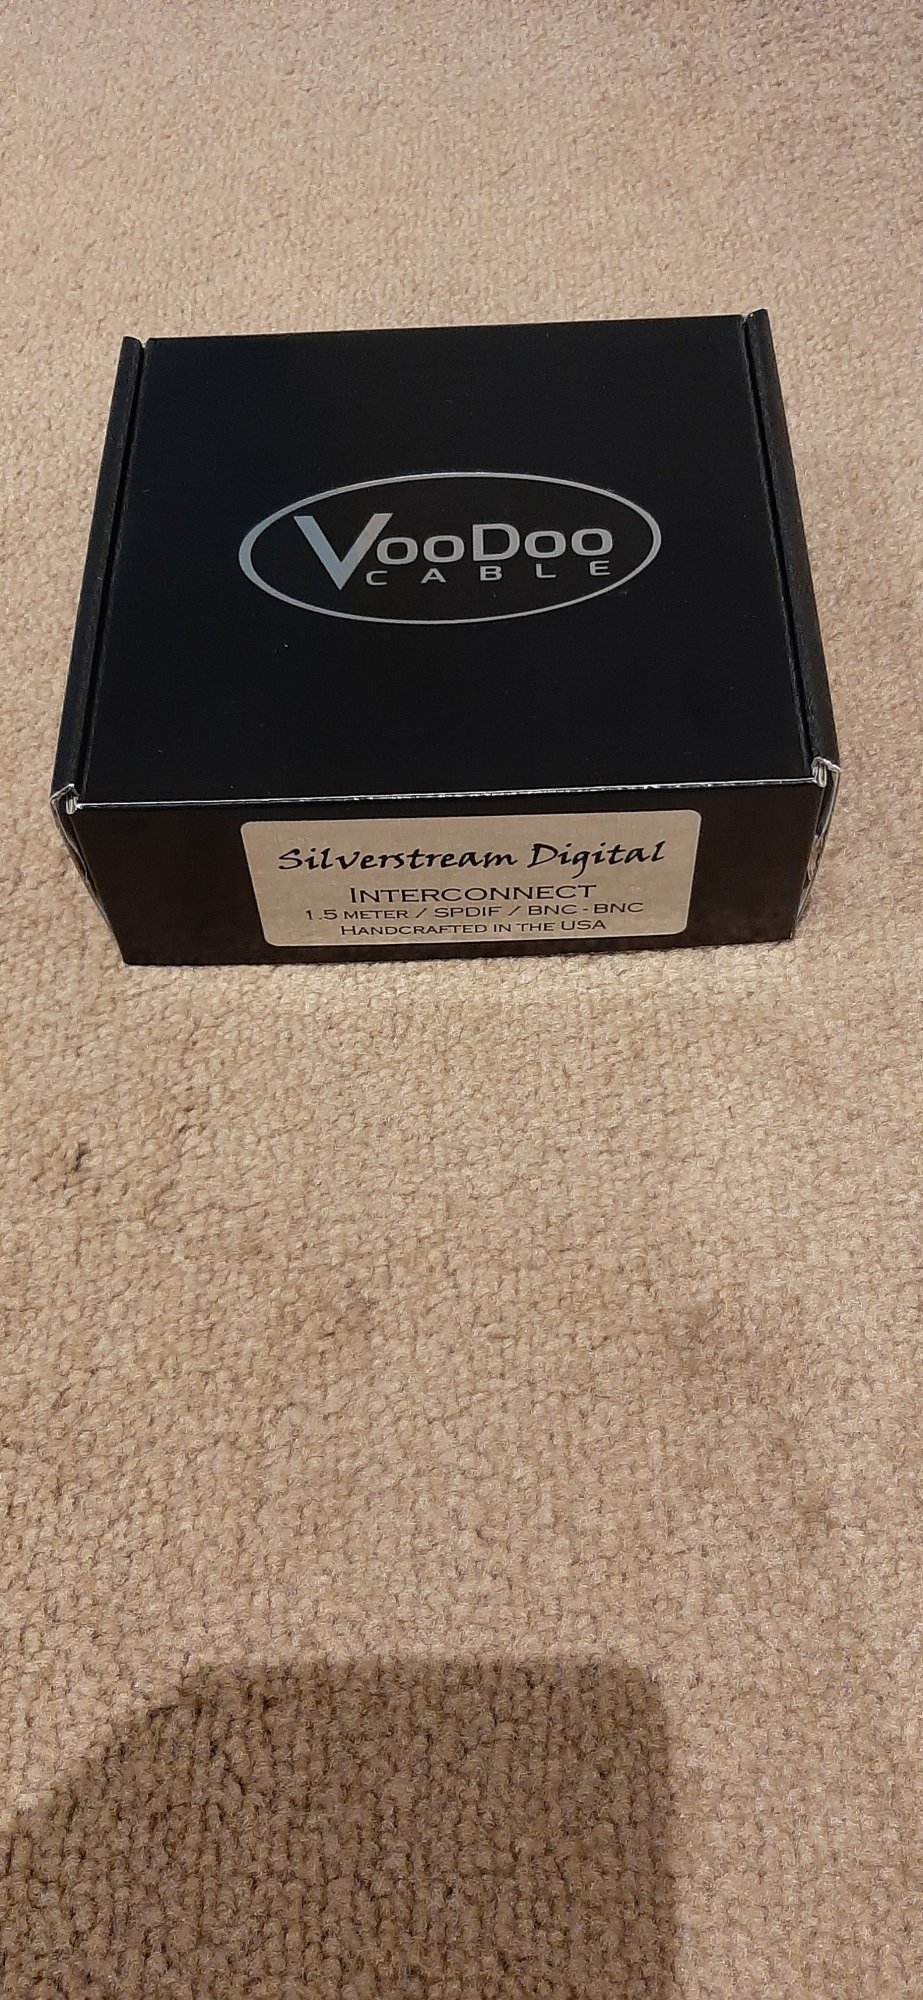 VooDoo
CABLE
Silverstream Digital
INTERCONNECT
1.5 METER / SPDIF / BNC - BNC
HANDCRAFTED IN THE USA